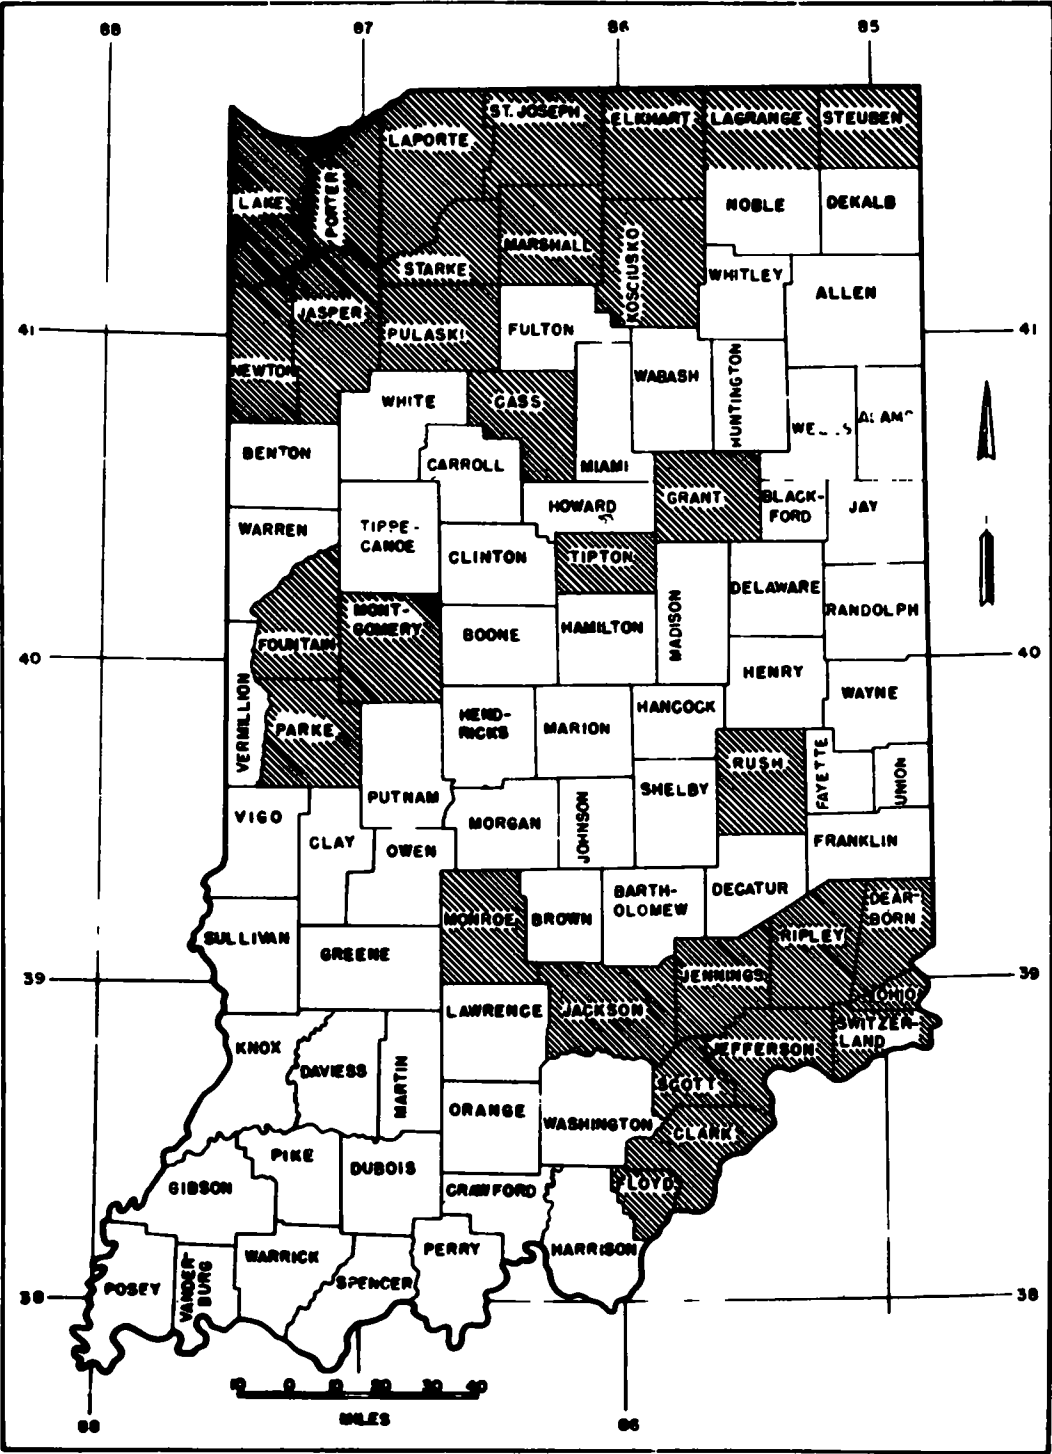 88 87 86 85
ST. JOSEPH
ELKHART
LAGRANGE
STEUBEN
LAPORTE
LAKE
PORTER
NOBLE
DEKALB
STARKE
MARSHALL
KOSCIUSKO
WHITLEY
ALLEN
JASPER
PULASKI
FULTON
41
41
NEWTON
WHITE
CASS
WABASH
HUNTINGTON
BENTON
CARROLL
MIAMI
GRANT
BLACK-
FORD
JAY
WARREN
TIPPE-
CANOE
HOWARD
CLINTON
TIPTON
DELAWARE
MADISON
RANDOLPH
MONT-
GOMERY
FOUNTAIN
BOONE
HAMILTON
40
40
HENRY
WAYNE
VERMILLION
PARKE
HEND-
RICKS
MARION
HANCOCK
RUSH
FAYETTE
UNION
PUTNAM
SHELBY
VIGO
CLAY
OWEN
MORGAN
JOHNSON
FRANKLIN
DECATUR
BARTH-
OLOMEW
DEAR-
BORN
MONROE
BROWN
RIPLEY
SULLIVAN
GREENE
39
39
JENNINGS
OHIO
LAWRENCE
JACKSON
SWITZER-
LAND
KNOX
JEFFERSON
DAVIESS
MARTIN
SCOTT
ORANGE
WASHINGTON
CLARK
PIKE
DUBOIS
GIBSON
CRAWFORD
FLOYD
WARRICK
PERRY
HARRISON
POSEY
VANDER-
BURG
SPENCER
38
38
10 0 10 20 30 40
MILES
88
86